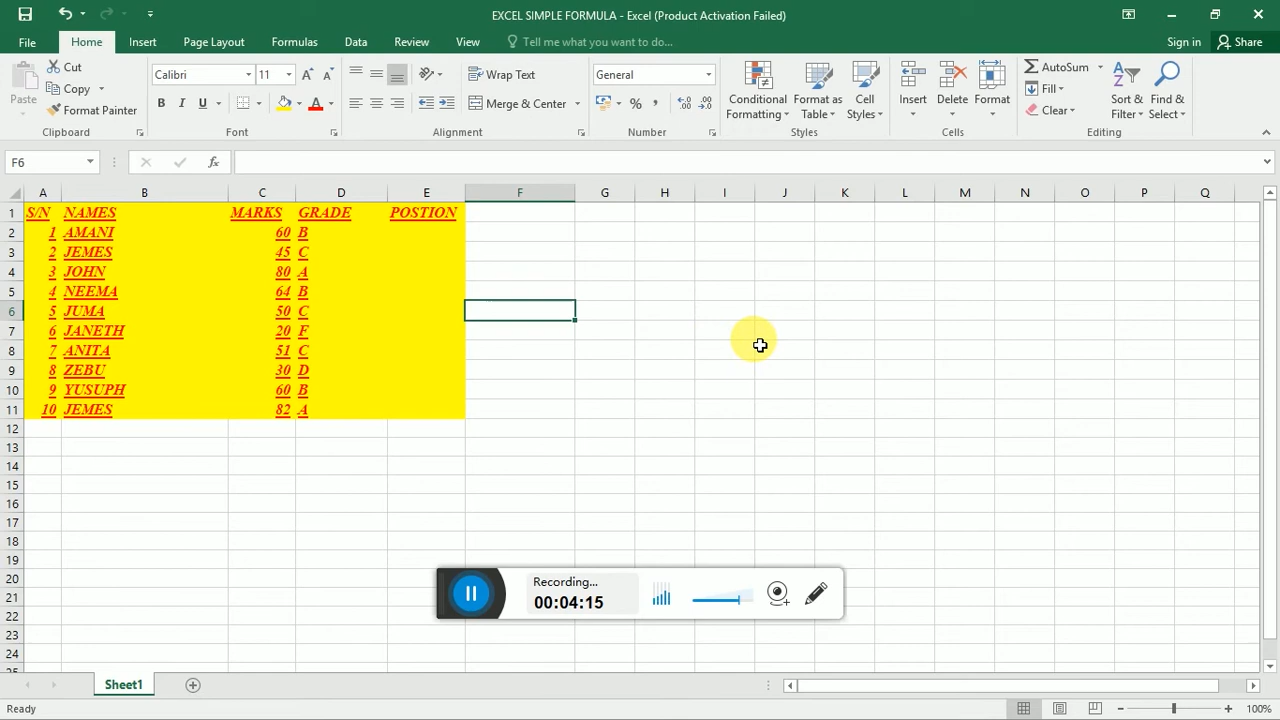 EXCEL SIMPLE FORMULA - Excel (Product Activation Failed)
File Home Insert Page Layout Formulas Data Review View Tell me what you want to do... Sign in Share
Paste Cut Copy Format Painter Clipboard
Calibri 11 B I U Font
Wrap Text Merge & Center Alignment
General % Number
Conditional Formatting Format as Table Cell Styles Styles
Insert Delete Format Cells
AutoSum Fill Clear Sort & Filter Find & Select Editing
F6 fx
A B C D E F G H I J K L M N O P Q
1 S/N NAMES MARKS GRADE POSTION
2 1 AMANI 60 B
3 2 JEMES 45 C
4 3 JOHN 80 A
5 4 NEEMA 64 B
6 5 JUMA 50 C
7 6 JANETH 20 F
8 7 ANITA 51 C
9 8 ZEBU 30 D
10 9 YUSUPH 60 B
11 10 JEMES 82 A
12
13
14
15
16
17
18
19
20
21
22
23
24
25
Recording...
00:04:15
Sheet1
Ready 100%